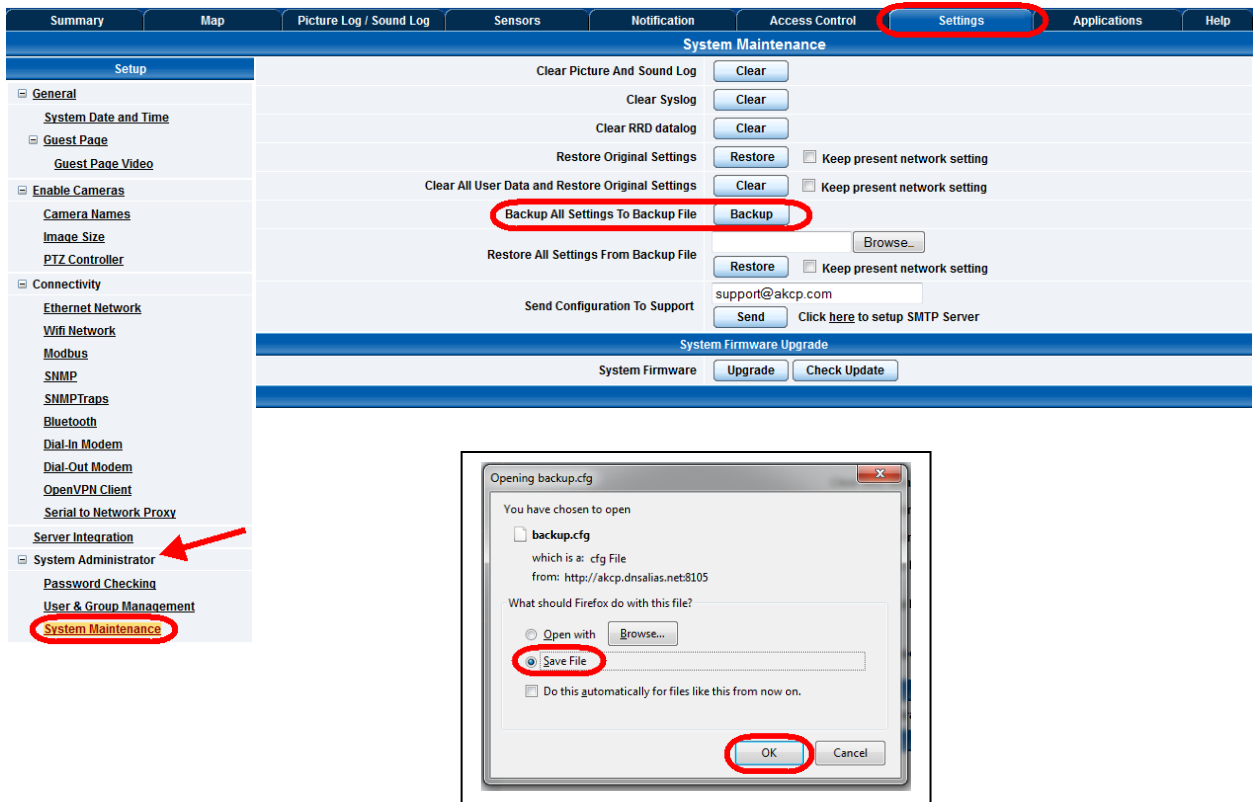 Summary Map Picture Log / Sound Log Sensors Notification Access Control Settings Applications Help
System Maintenance
Setup
General
System Date and Time
Guest Page
Guest Page Video
Enable Cameras
Camera Names
Image Size
PTZ Controller
Connectivity
Ethernet Network
Wifi Network
Modbus
SNMP
SNMPTraps
Bluetooth
Dial-In Modem
Dial-Out Modem
OpenVPN Client
Serial to Network Proxy
Server Integration
System Administrator
Password Checking
User & Group Management
System Maintenance
Clear Picture And Sound Log Clear
Clear Syslog Clear
Clear RRD datalog Clear
Restore Original Settings Restore Keep present network setting
Clear All User Data and Restore Original Settings Clear Keep present network setting
Backup All Settings To Backup File Backup
Restore All Settings From Backup File Browse...
Restore Keep present network setting
Send Configuration To Support support@akcp.com
Send Click here to setup SMTP Server
System Firmware Upgrade
System Firmware Upgrade Check Update
Opening backup.cfg
You have chosen to open
backup.cfg
which is a: cfg File
from: http://akcp.dnsalias.net:8105
What should Firefox do with this file?
Open with Browse...
Save File
Do this automatically for files like this from now on.
OK Cancel